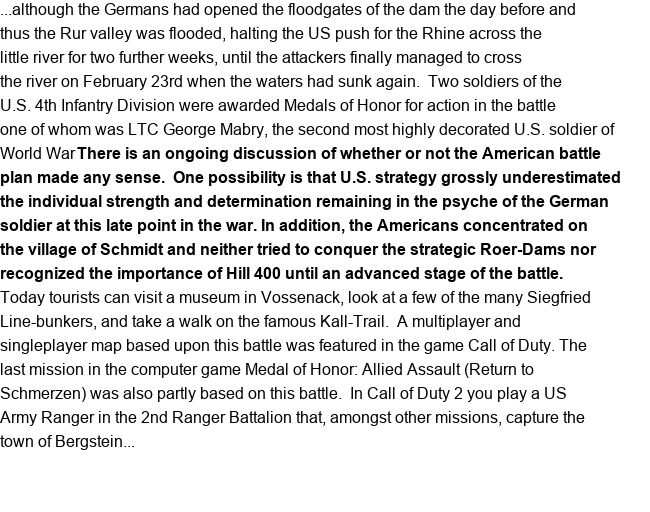 ...although the Germans had opened the floodgates of the dam the day before and
thus the Rur valley was flooded, halting the US push for the Rhine across the
little river for two further weeks, until the attackers finally managed to cross
the river on February 23rd when the waters had sunk again.  Two soldiers of the
U.S. 4th Infantry Division were awarded Medals of Honor for action in the battle
one of whom was LTC George Mabry, the second most highly decorated U.S. soldier of
World War There is an ongoing discussion of whether or not the American battle
plan made any sense.  One possibility is that U.S. strategy grossly underestimated
the individual strength and determination remaining in the psyche of the German
soldier at this late point in the war. In addition, the Americans concentrated on
the village of Schmidt and neither tried to conquer the strategic Roer-Dams nor
recognized the importance of Hill 400 until an advanced stage of the battle.
Today tourists can visit a museum in Vossenack, look at a few of the many Siegfried
Line-bunkers, and take a walk on the famous Kall-Trail.  A multiplayer and
singleplayer map based upon this battle was featured in the game Call of Duty. The
last mission in the computer game Medal of Honor: Allied Assault (Return to
Schmerzen) was also partly based on this battle.  In Call of Duty 2 you play a US
Army Ranger in the 2nd Ranger Battalion that, amongst other missions, capture the
town of Bergstein...